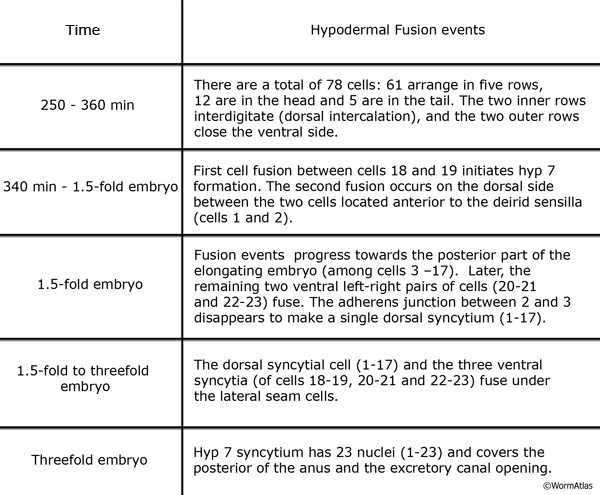 Time
Hypodermal Fusion events
250 - 360 min
There are a total of 78 cells: 61 arrange in five rows,
12 are in the head and 5 are in the tail. The two inner rows
interdigitate (dorsal intercalation), and the two outer rows
close the ventral side.
340 min - 1.5-fold embryo
First cell fusion between cells 18 and 19 initiates hyp 7
formation. The second fusion occurs on the dorsal side
between the two cells located anterior to the deirid sensilla
(cells 1 and 2).
1.5-fold embryo
Fusion events progress towards the posterior part of the
elongating embryo (among cells 3 –17). Later, the
remaining two ventral left-right pairs of cells (20-21
and 22-23) fuse. The adherens junction between 2 and 3
disappears to make a single dorsal syncytium (1-17).
1.5-fold to threefold
embryo
The dorsal syncytial cell (1-17) and the three ventral
syncytia (of cells 18-19, 20-21 and 22-23) fuse under
the lateral seam cells.
Threefold embryo
Hyp 7 syncytium has 23 nuclei (1-23) and covers the
posterior of the anus and the excretory canal opening.
©WormAtlas